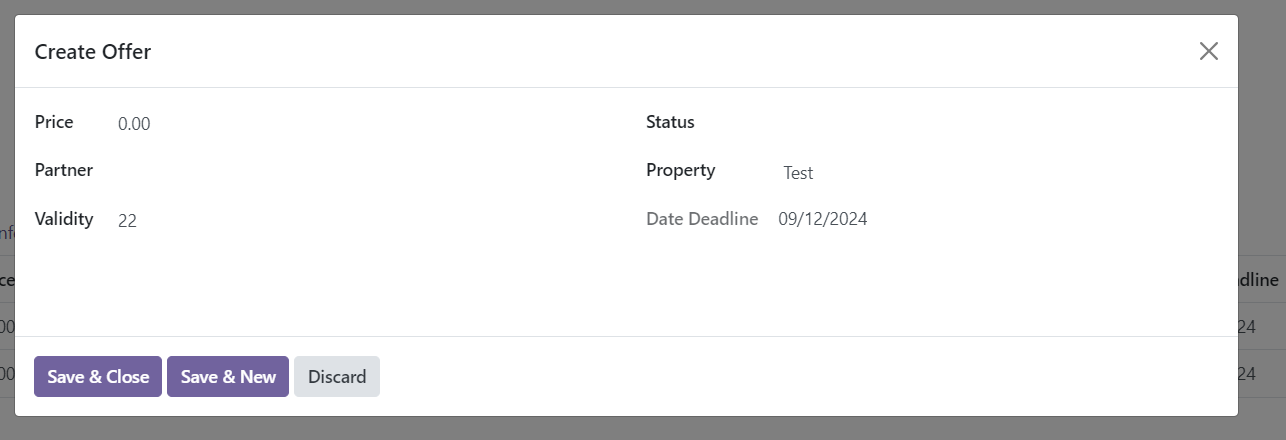 Create Offer
Price 0.00 Status
Partner Property Test
Validity 22 Date Deadline 09/12/2024
Save & Close Save & New Discard